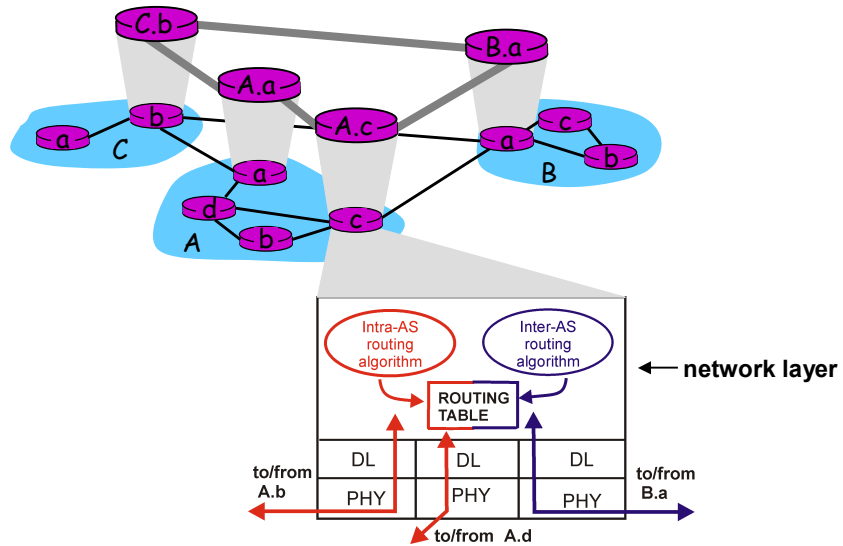 C.b
B.a
A.a
A.c
a
b
C
a
c
b
B
a
d
b
c
A
Intra-AS
routing
algorithm
Inter-AS
routing
algorithm
ROUTING
TABLE
network layer
DL
DL
DL
PHY
PHY
PHY
to/from
A.b
to/from A.d
to/from
B.a